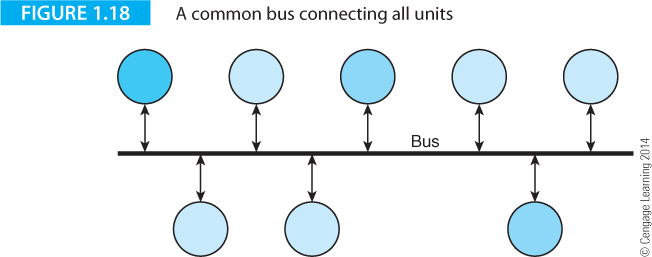 FIGURE 1.18 A common bus connecting all units
Bus
© Cengage Learning 2014